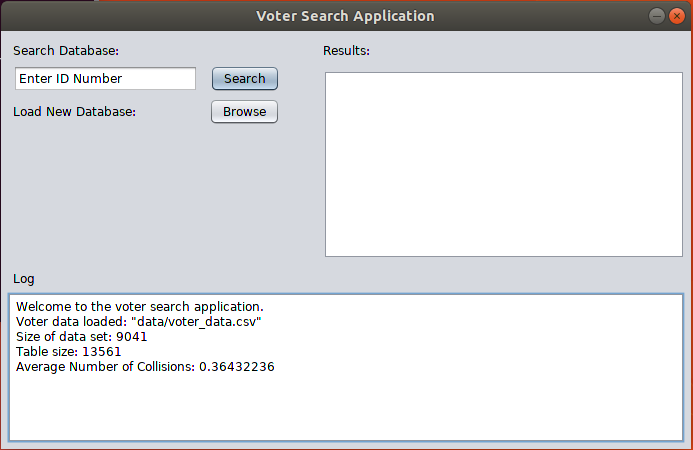 Voter Search Application
Search Database:
Results:
Enter ID Number
Search
Load New Database:
Browse
Log
Welcome to the voter search application.
Voter data loaded: "data/voter_data.csv"
Size of data set: 9041
Table size: 13561
Average Number of Collisions: 0.36432236